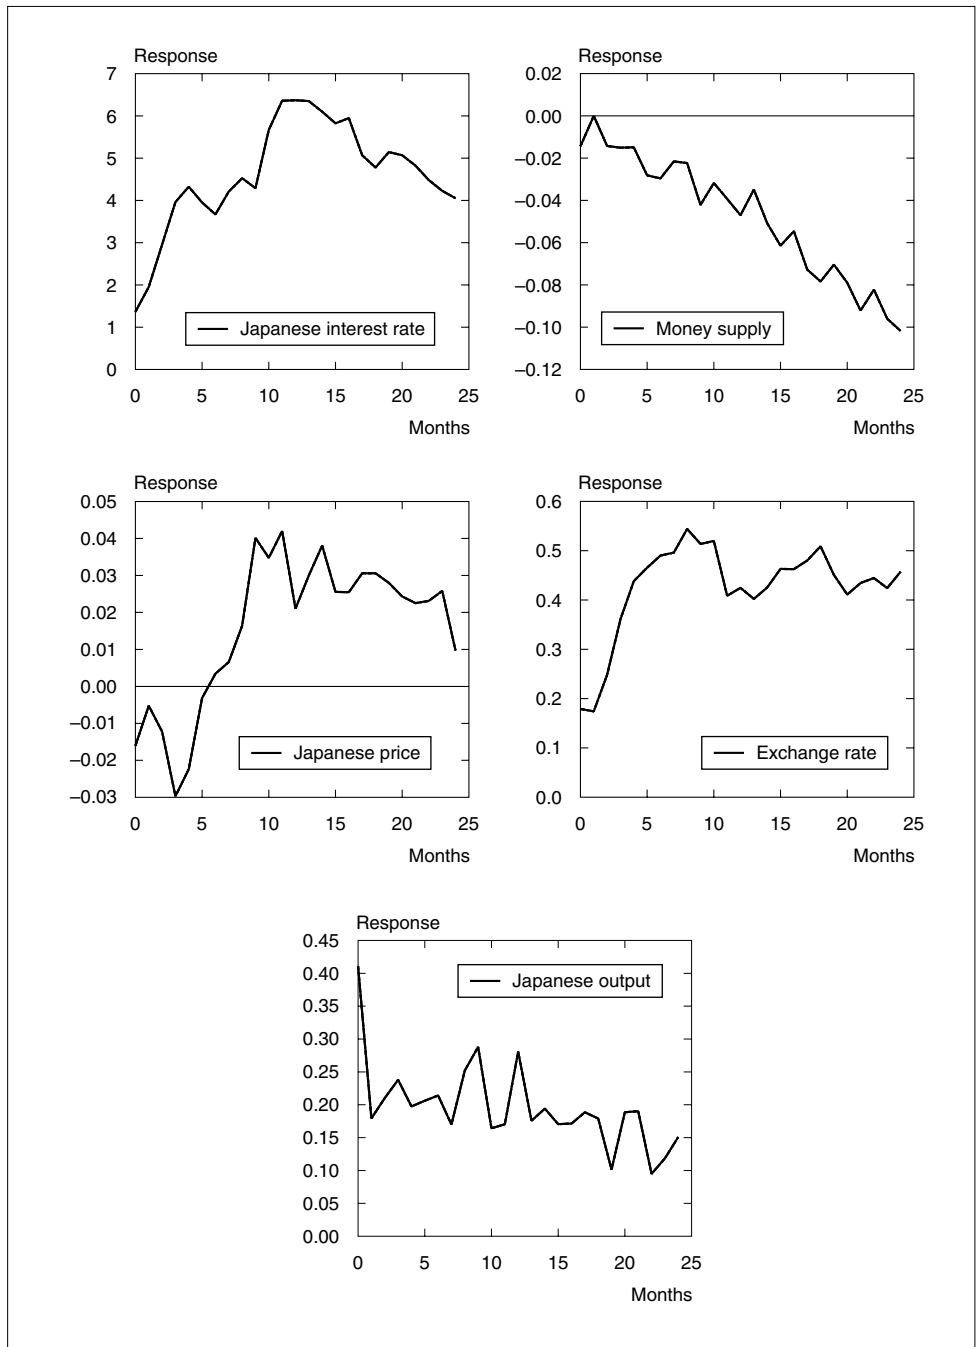 Response
7
6
5
4
3
2
1
0
Japanese interest rate
0 5 10 15 20 25
Months
Response
0.02
0.00
–0.02
–0.04
–0.06
–0.08
–0.10
–0.12
Money supply
0 5 10 15 20 25
Months
Response
0.05
0.04
0.03
0.02
0.01
0.00
–0.01
–0.02
–0.03
Japanese price
0 5 10 15 20 25
Months
Response
0.6
0.5
0.4
0.3
0.2
0.1
0.0
Exchange rate
0 5 10 15 20 25
Months
Response
0.45
0.40
0.35
0.30
0.25
0.20
0.15
0.10
0.05
0.00
Japanese output
0 5 10 15 20 25
Months